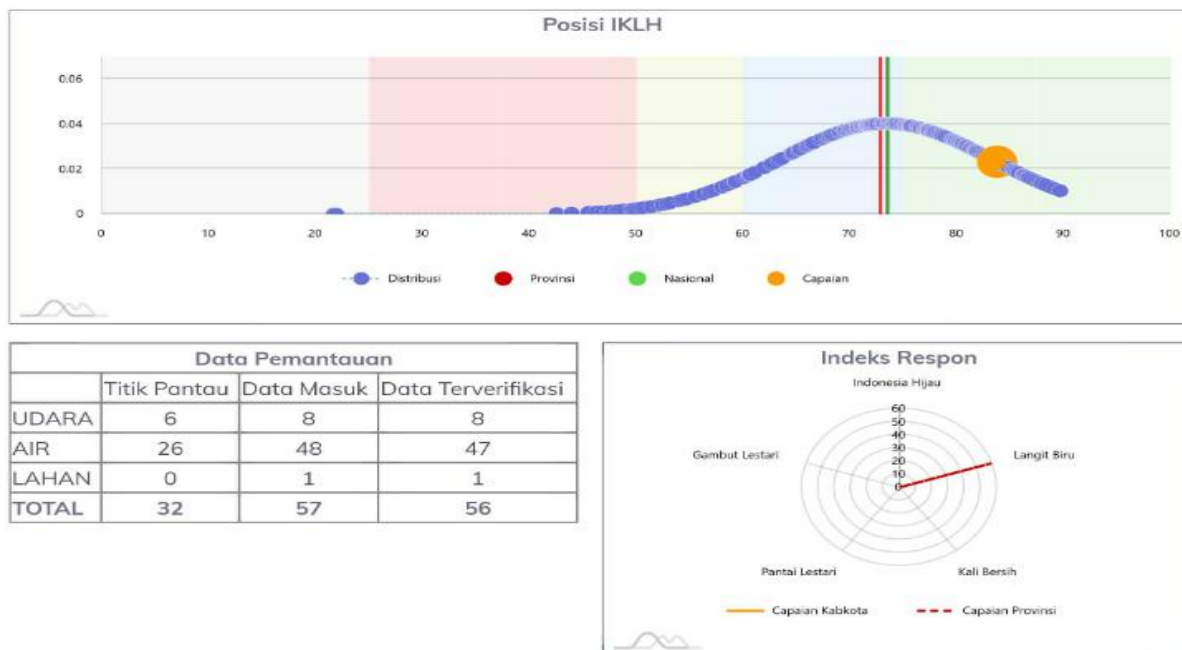 Posisi IKLH
0.06
0.04
0.02
0
0 10 20 30 40 50 60 70 80 90 100
Distribusi Provinsi Nasional Capaian
Data Pemantauan
Titik Pantau Data Masuk Data Terverifikasi
UDARA 6 8 8
AIR 26 48 47
LAHAN 0 1 1
TOTAL 32 57 56
Indeks Respon
Indonesia Hijau
60
50
40
30
20
10
0
Gambut Lestari Langit Biru
Pantai Lestari Kali Bersih
Capaian Kabkota Capaian Provinsi